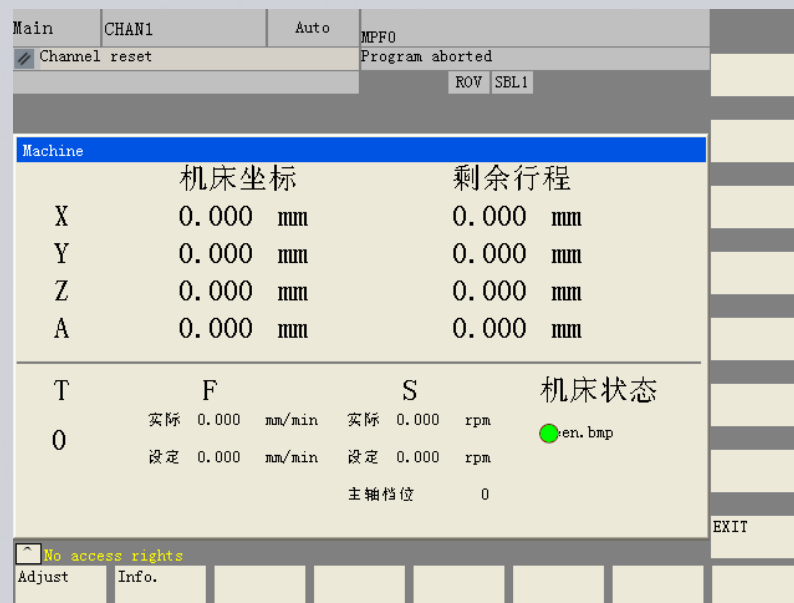 Main CHAN1 Auto MPF0
Channel reset Program aborted
ROV SBL1
Machine
机床坐标 剩余行程
X 0.000 mm 0.000 mm
Y 0.000 mm 0.000 mm
Z 0.000 mm 0.000 mm
A 0.000 mm 0.000 mm
T F S 机床状态
实际 0.000 mm/min 实际 0.000 rpm
0 en.bmp
设定 0.000 mm/min 设定 0.000 rpm
主轴档位 0
EXIT
^ No access rights
Adjust Info.